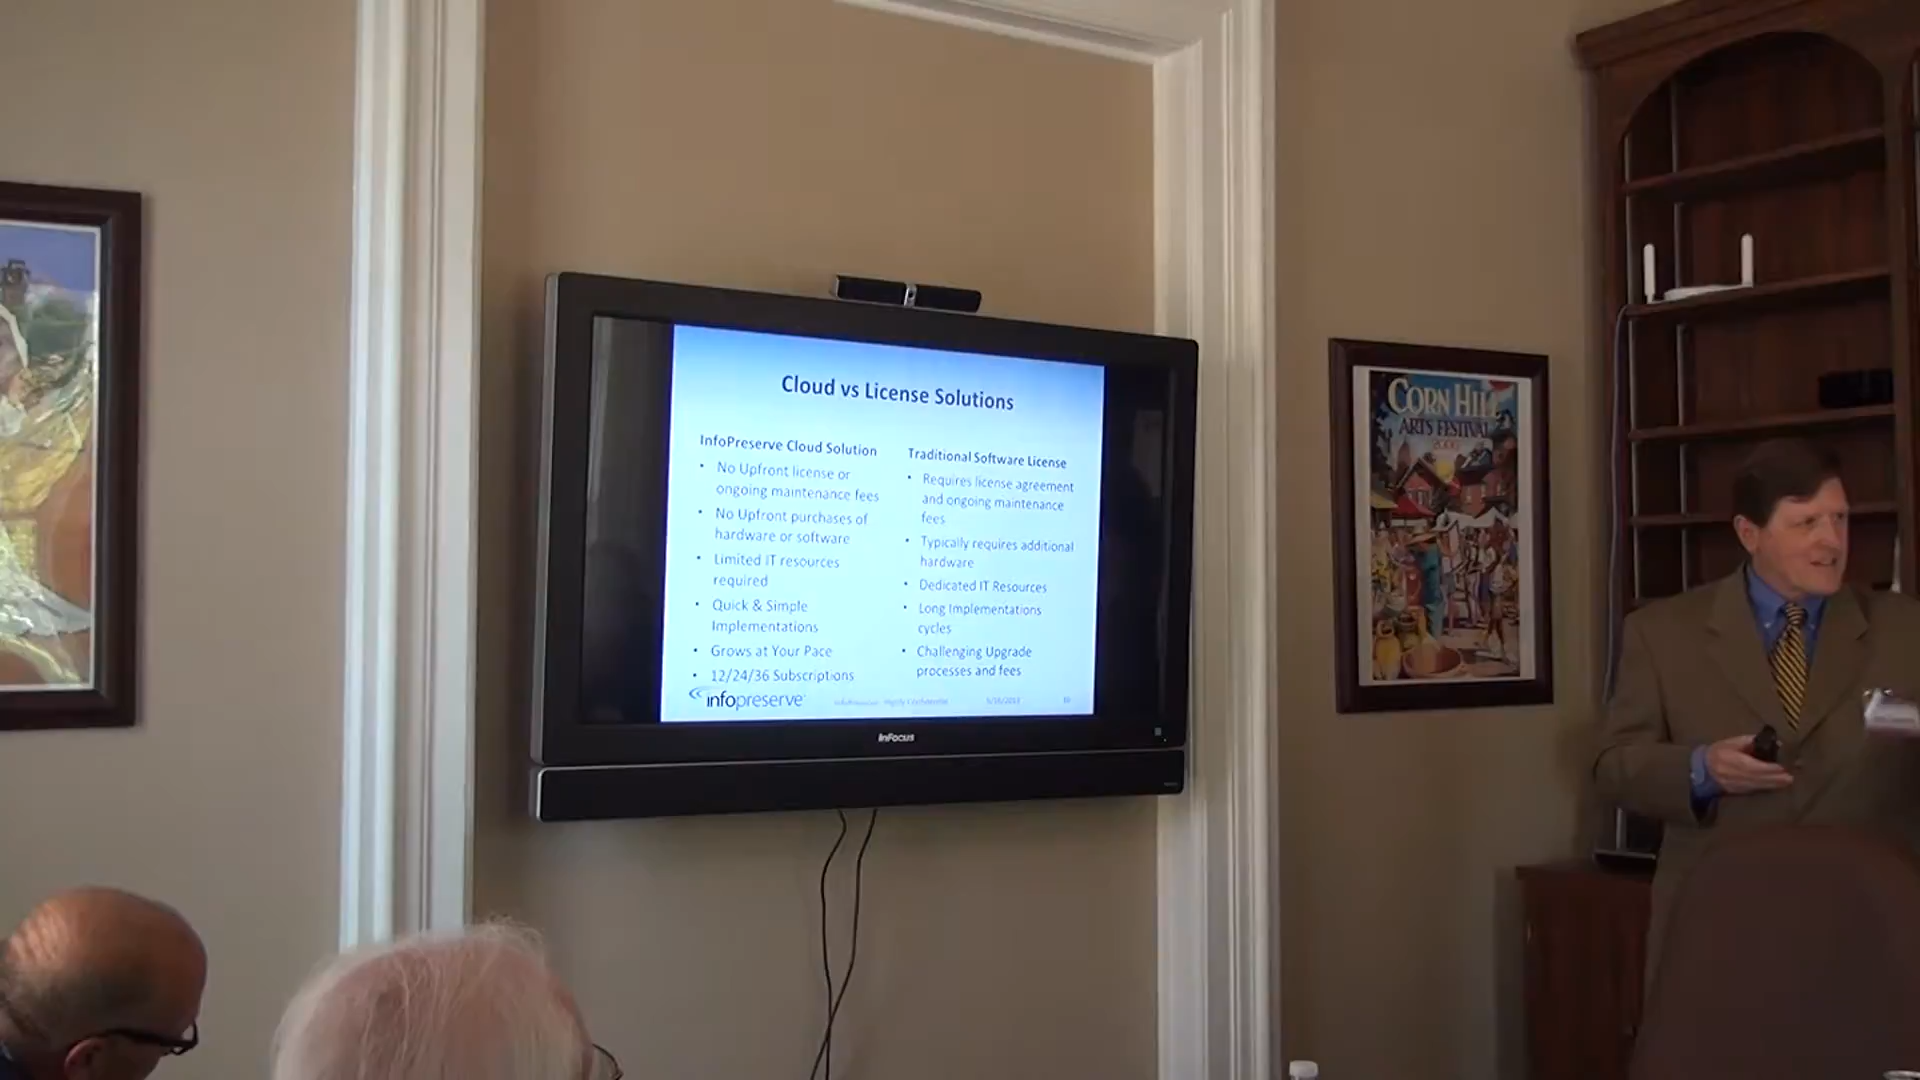 Cloud vs License Solutions
InfoPreserve Cloud Solution
• No Upfront license or
ongoing maintenance fees
• No Upfront purchases of
hardware or software
• Limited IT resources
required
• Quick & Simple
Implementations
• Grows at Your Pace
• 12/24/36 Subscriptions
Traditional Software License
• Requires license agreement
and ongoing maintenance
fees
• Typically requires additional
hardware
• Dedicated IT Resources
• Long Implementations
cycles
• Challenging Upgrade
processes and fees
infopreserve
InFocus
CORN HILL
ARTS FESTIVAL